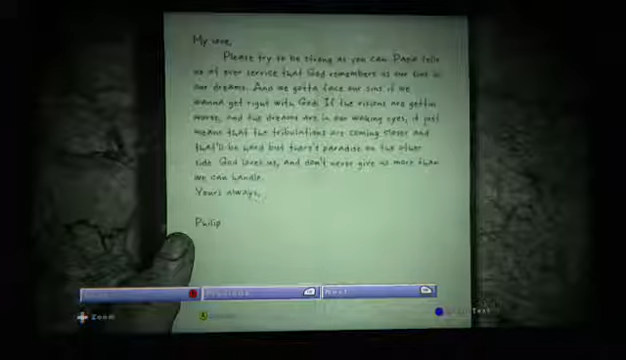 My love,
Please try to be strong as you can Papa tells
us at ever service that God remembers us our sins in
our dreams. And we gotta face our sins if we
wanna get right with God. If the visions are gettin
worse, and the dreams are in our waking eyes, it just
means that the tribulations are coming closer and
that'll be hard but there's paradise on the other
side God loves us, and don't never give us more than
we can handle.
Yours always,
Philip
Next
Zoom
Text